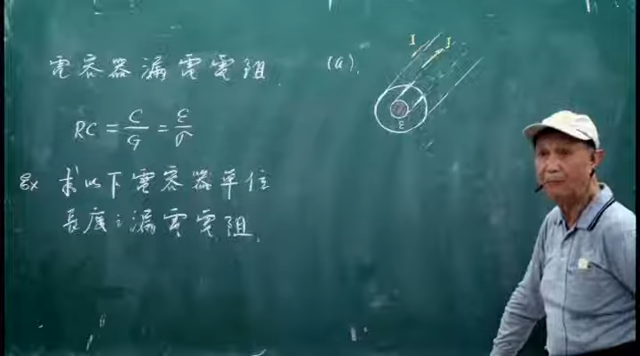 電容器漏電電阻
(a).
I
J
ε
RC = C/G = ε/σ
Ex 求以下電容器單位
長度之漏電電阻.